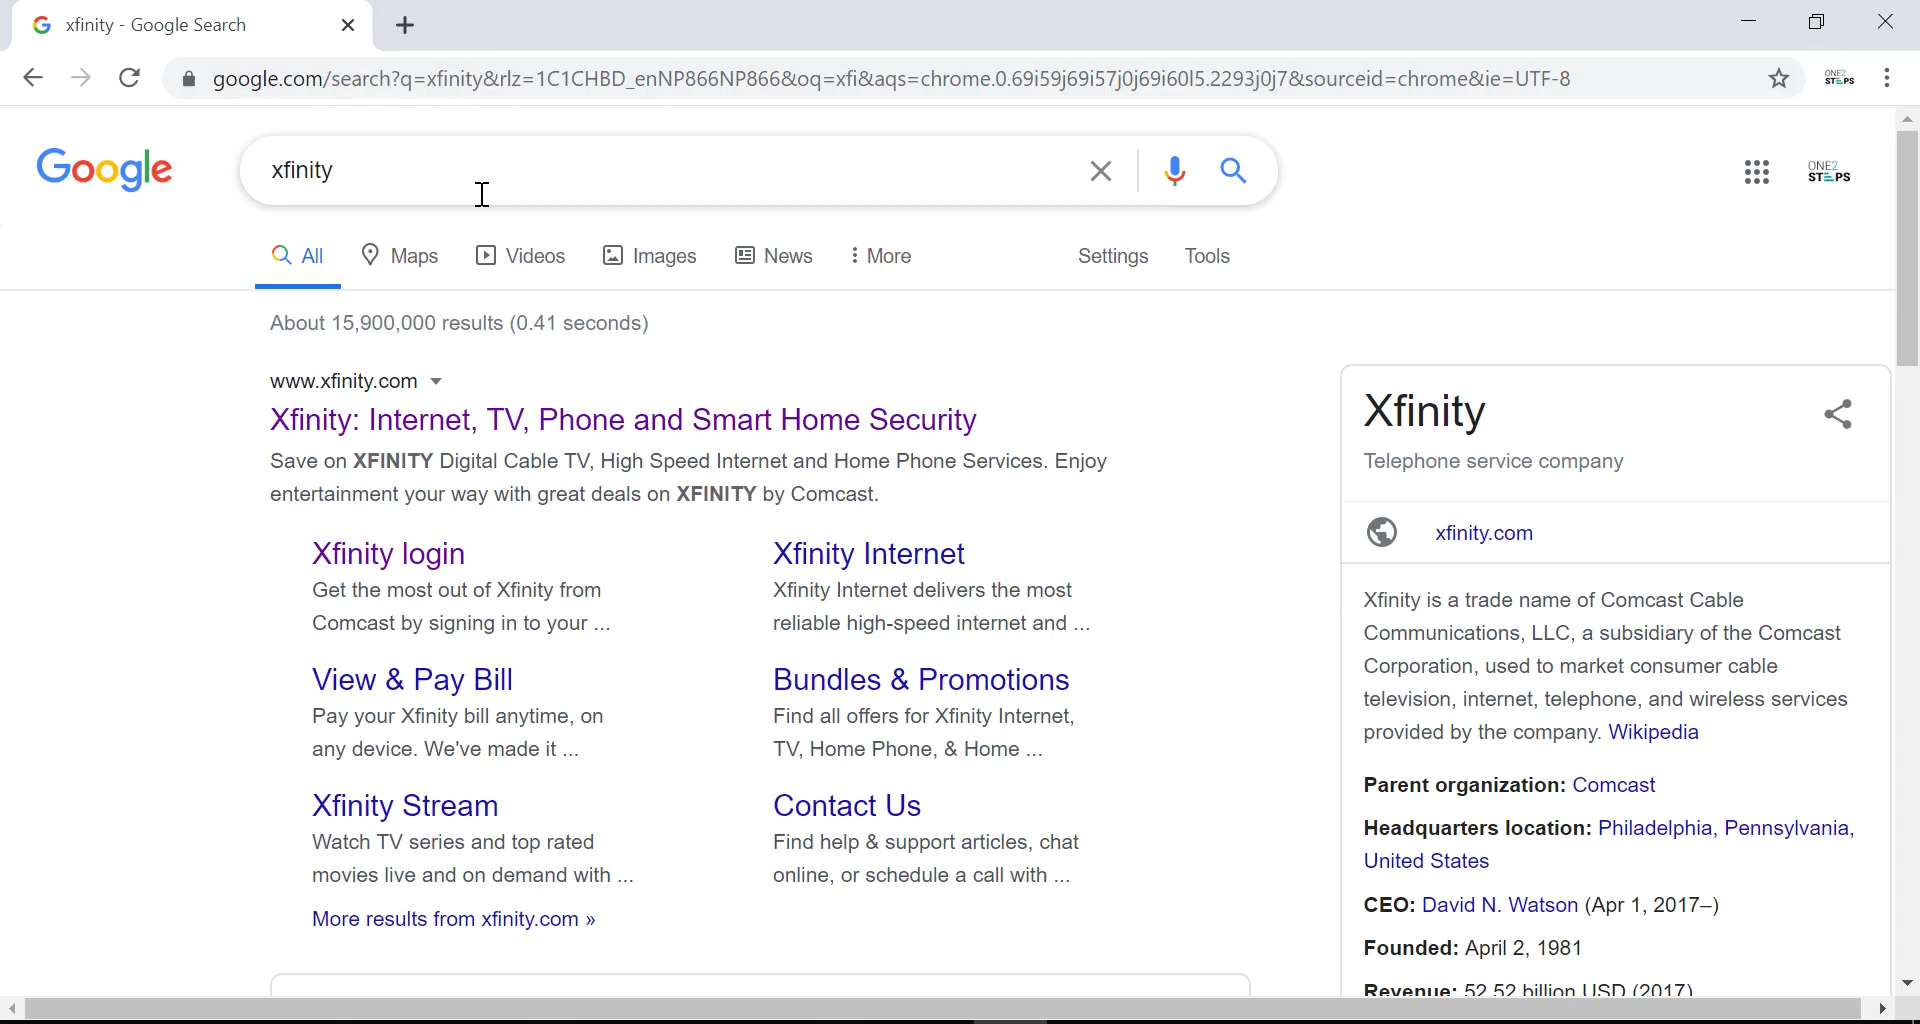 xfinity - Google Search
google.com/search?q=xfinity&rlz=1C1CHBD_enNP866NP866&oq=xfi&aqs=chrome.0.69i59j69i57j0j69i60l5.2293j0j7&sourceid=chrome&ie=UTF-8
ONE2
STEPS
Google
xfinity
ONE2
STEPS
All
Maps
Videos
Images
News
More
Settings
Tools
About 15,900,000 results (0.41 seconds)
www.xfinity.com
Xfinity: Internet, TV, Phone and Smart Home Security
Save on XFINITY Digital Cable TV, High Speed Internet and Home Phone Services. Enjoy
entertainment your way with great deals on XFINITY by Comcast.
Xfinity login
Get the most out of Xfinity from
Comcast by signing in to your ...
Xfinity Internet
Xfinity Internet delivers the most
reliable high-speed internet and ...
View & Pay Bill
Pay your Xfinity bill anytime, on
any device. We've made it ...
Bundles & Promotions
Find all offers for Xfinity Internet,
TV, Home Phone, & Home ...
Xfinity Stream
Watch TV series and top rated
movies live and on demand with ...
Contact Us
Find help & support articles, chat
online, or schedule a call with ...
More results from xfinity.com »
Xfinity
Telephone service company
xfinity.com
Xfinity is a trade name of Comcast Cable
Communications, LLC, a subsidiary of the Comcast
Corporation, used to market consumer cable
television, internet, telephone, and wireless services
provided by the company. Wikipedia
Parent organization: Comcast
Headquarters location: Philadelphia, Pennsylvania,
United States
CEO: David N. Watson (Apr 1, 2017–)
Founded: April 2, 1981
Revenue: 52.52 billion USD (2017)